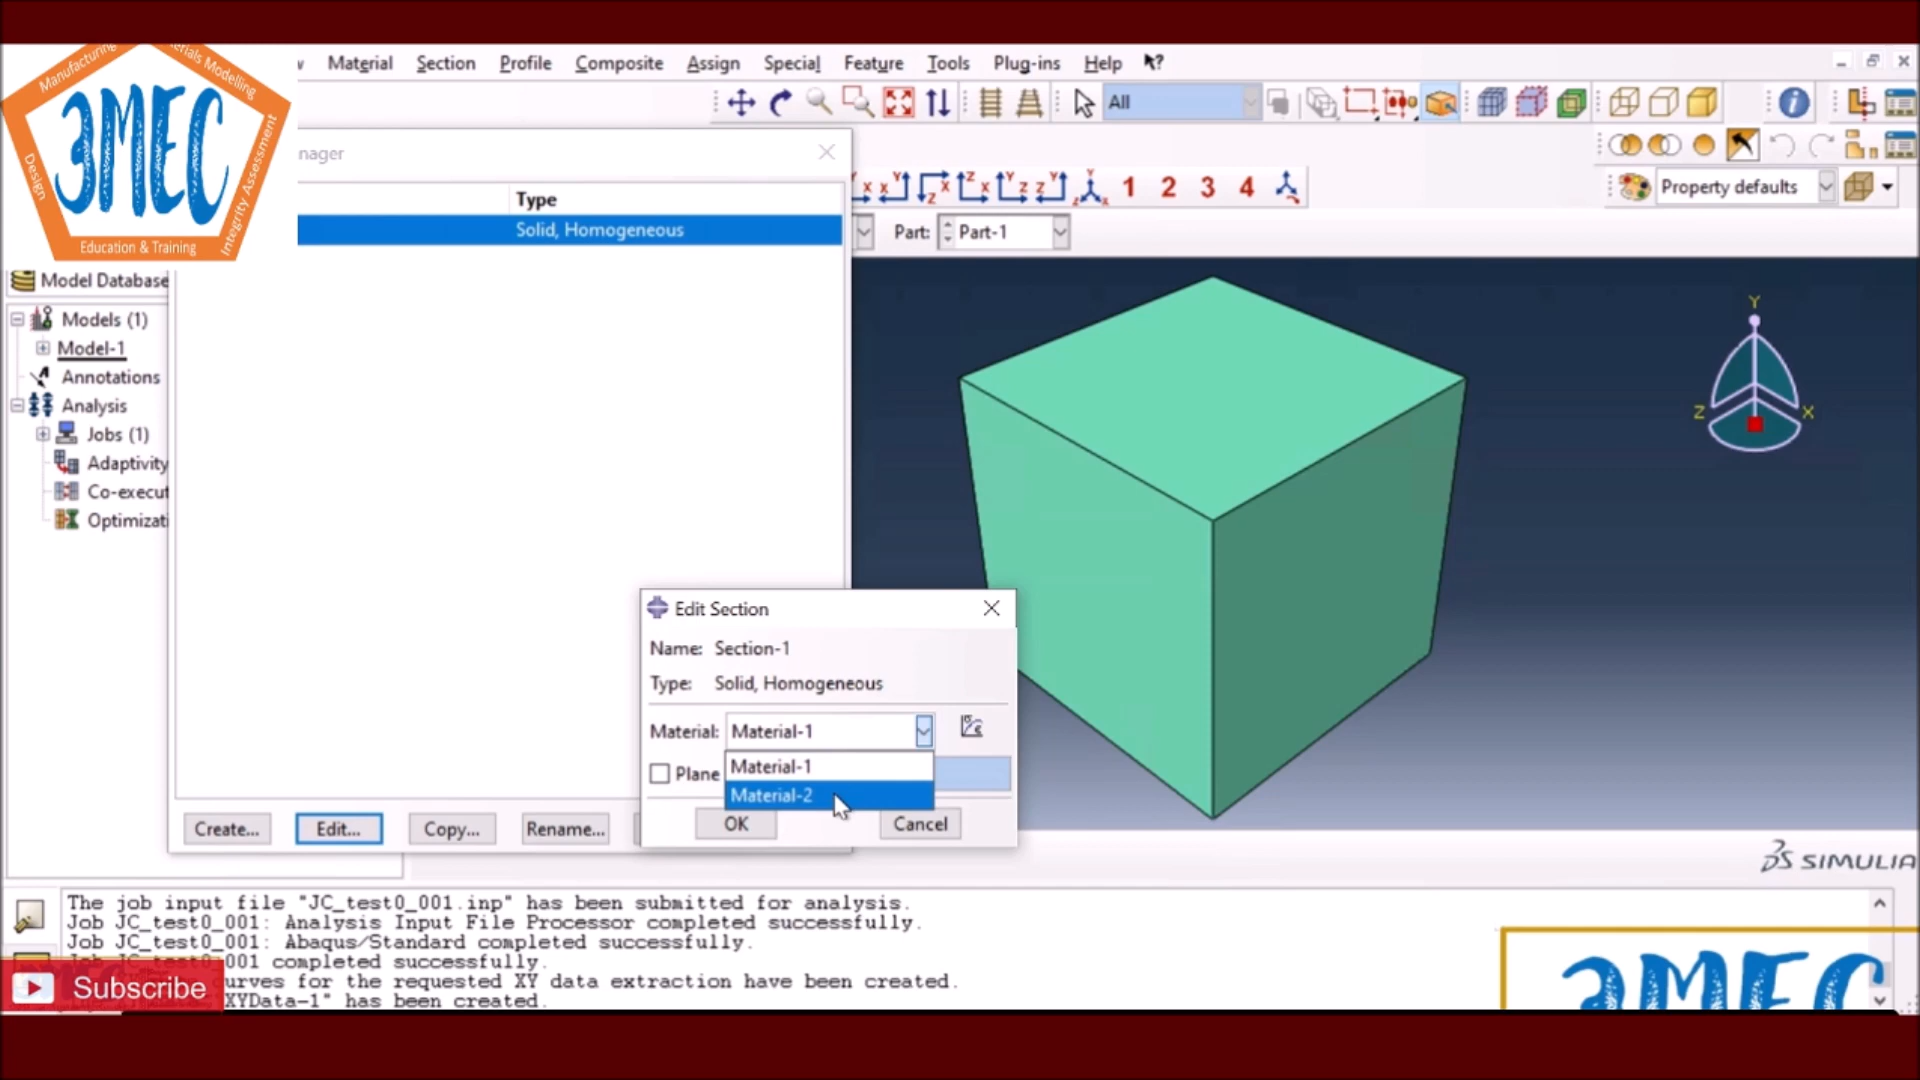 Manufacturing
Materials Modelling
3MEC
Design
Integrity Assessment
Education & Training
Material Section Profile Composite Assign Special Feature Tools Plug-ins Help
All
nager
1 2 3 4
Property defaults
Type
Solid, Homogeneous
Part: Part-1
Model Database
Models (1)
Model-1
Annotations
Analysis
Jobs (1)
Adaptivity
Co-execut
Optimizati
Y
Z X
Edit Section
Name: Section-1
Type: Solid, Homogeneous
Material: Material-1
Material-1
Plane
Material-2
OK Cancel
Create... Edit... Copy... Rename...
SIMULIA
The job input file "JC_test0_001.inp" has been submitted for analysis.
Job JC_test0_001: Analysis Input File Processor completed successfully.
Job JC_test0_001: Abaqus/Standard completed successfully.
Job JC_test0_001 completed successfully.
urves for the requested XY data extraction have been created.
XYData-1" has been created.
Subscribe
3MEC